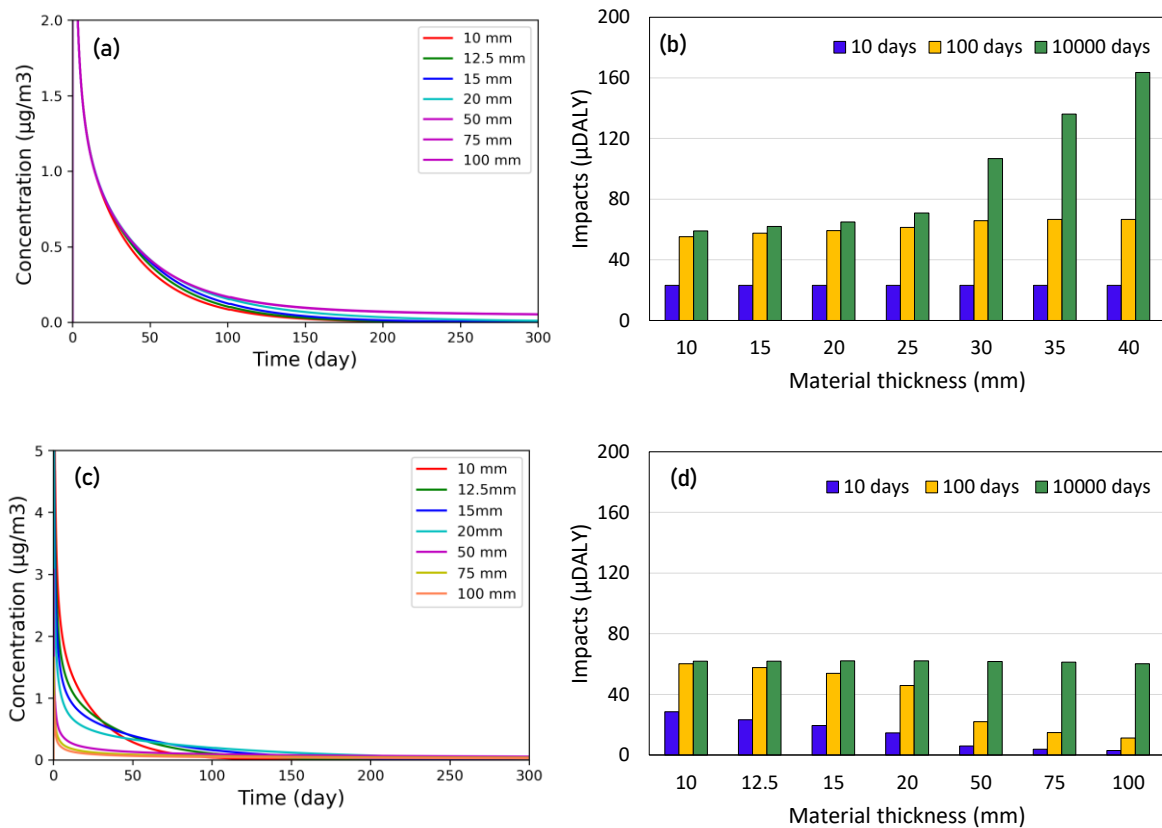 (a)
10 mm
12.5 mm
15 mm
20 mm
50 mm
75 mm
100 mm
2.0
1.5
1.0
0.5
0.0
Concentration (µg/m3)
0 50 100 150 200 250 300
Time (day)
(b)
10 days 100 days 10000 days
200
160
120
80
40
0
Impacts (µDALY)
10 15 20 25 30 35 40
Material thickness (mm)
(c)
10 mm
12.5mm
15mm
20mm
50 mm
75 mm
100 mm
5
4
3
2
1
0
Concentration (µg/m3)
0 50 100 150 200 250 300
Time (day)
(d)
10 days 100 days 10000 days
200
160
120
80
40
0
Impacts (µDALY)
10 12.5 15 20 50 75 100
Material thickness (mm)